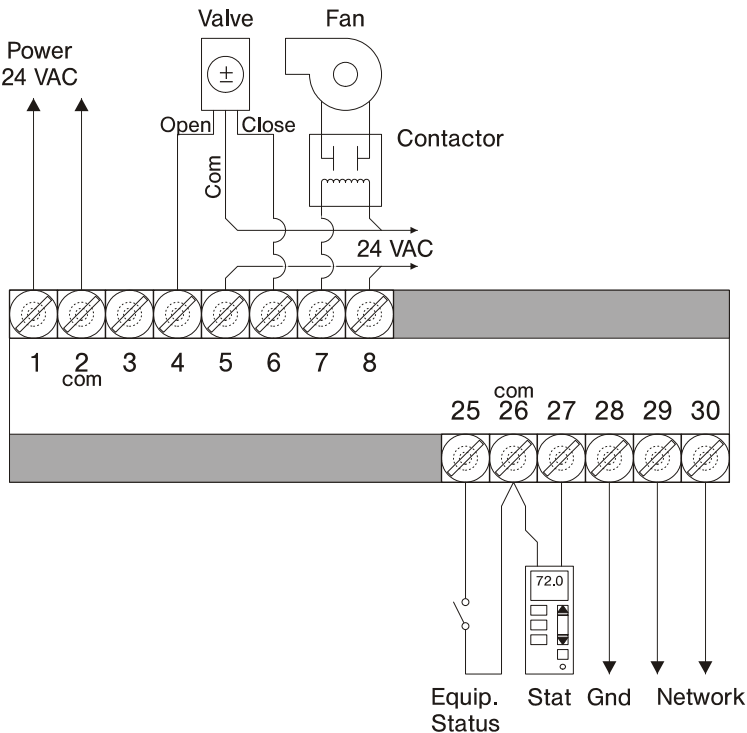 Valve Fan
Power
24 VAC
Open Close
Contactor
Com
24 VAC
1 2 3 4 5 6 7 8
com
com
25 26 27 28 29 30
72.0
Equip. Stat Gnd Network
Status